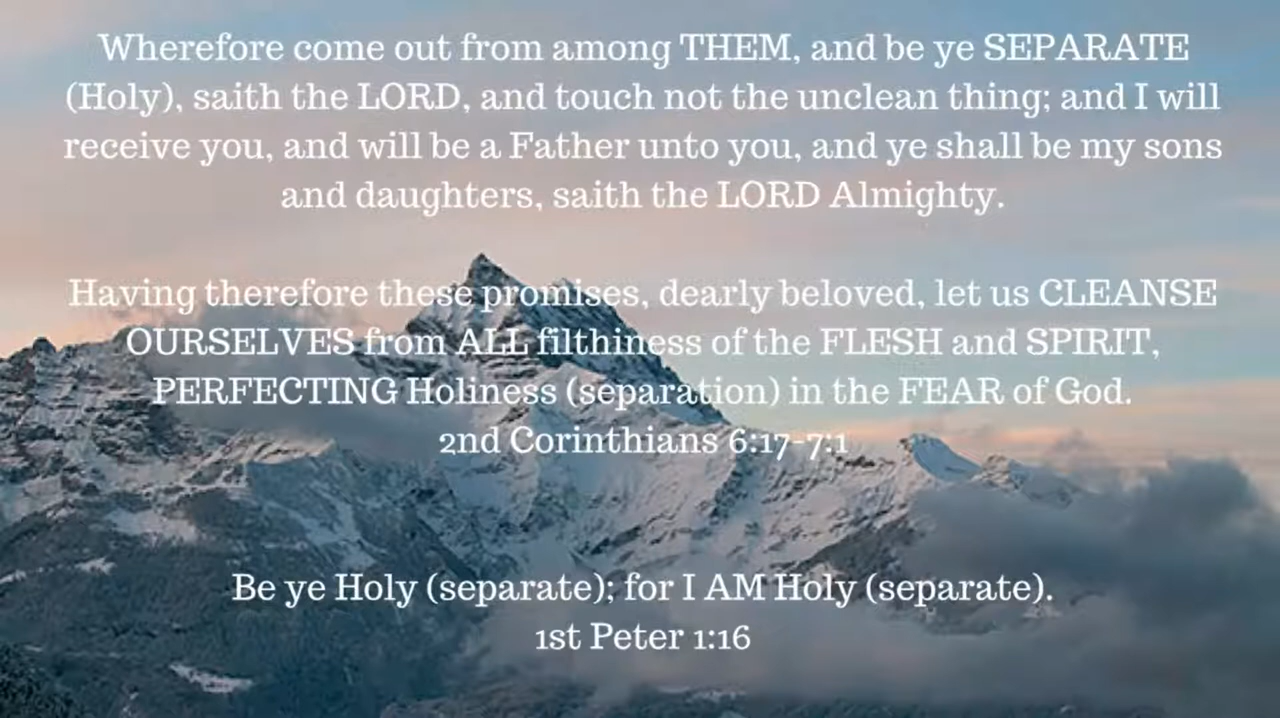 Wherefore come out from among THEM, and be ye SEPARATE
(Holy), saith the LORD, and touch not the unclean thing; and I will
receive you, and will be a Father unto you, and ye shall be my sons
and daughters, saith the LORD Almighty.
Having therefore these promises, dearly beloved, let us CLEANSE
OURSELVES from ALL filthiness of the FLESH and SPIRIT,
PERFECTING Holiness (separation) in the FEAR of God.
2nd Corinthians 6:17-7:1
Be ye Holy (separate); for I AM Holy (separate).
1st Peter 1:16